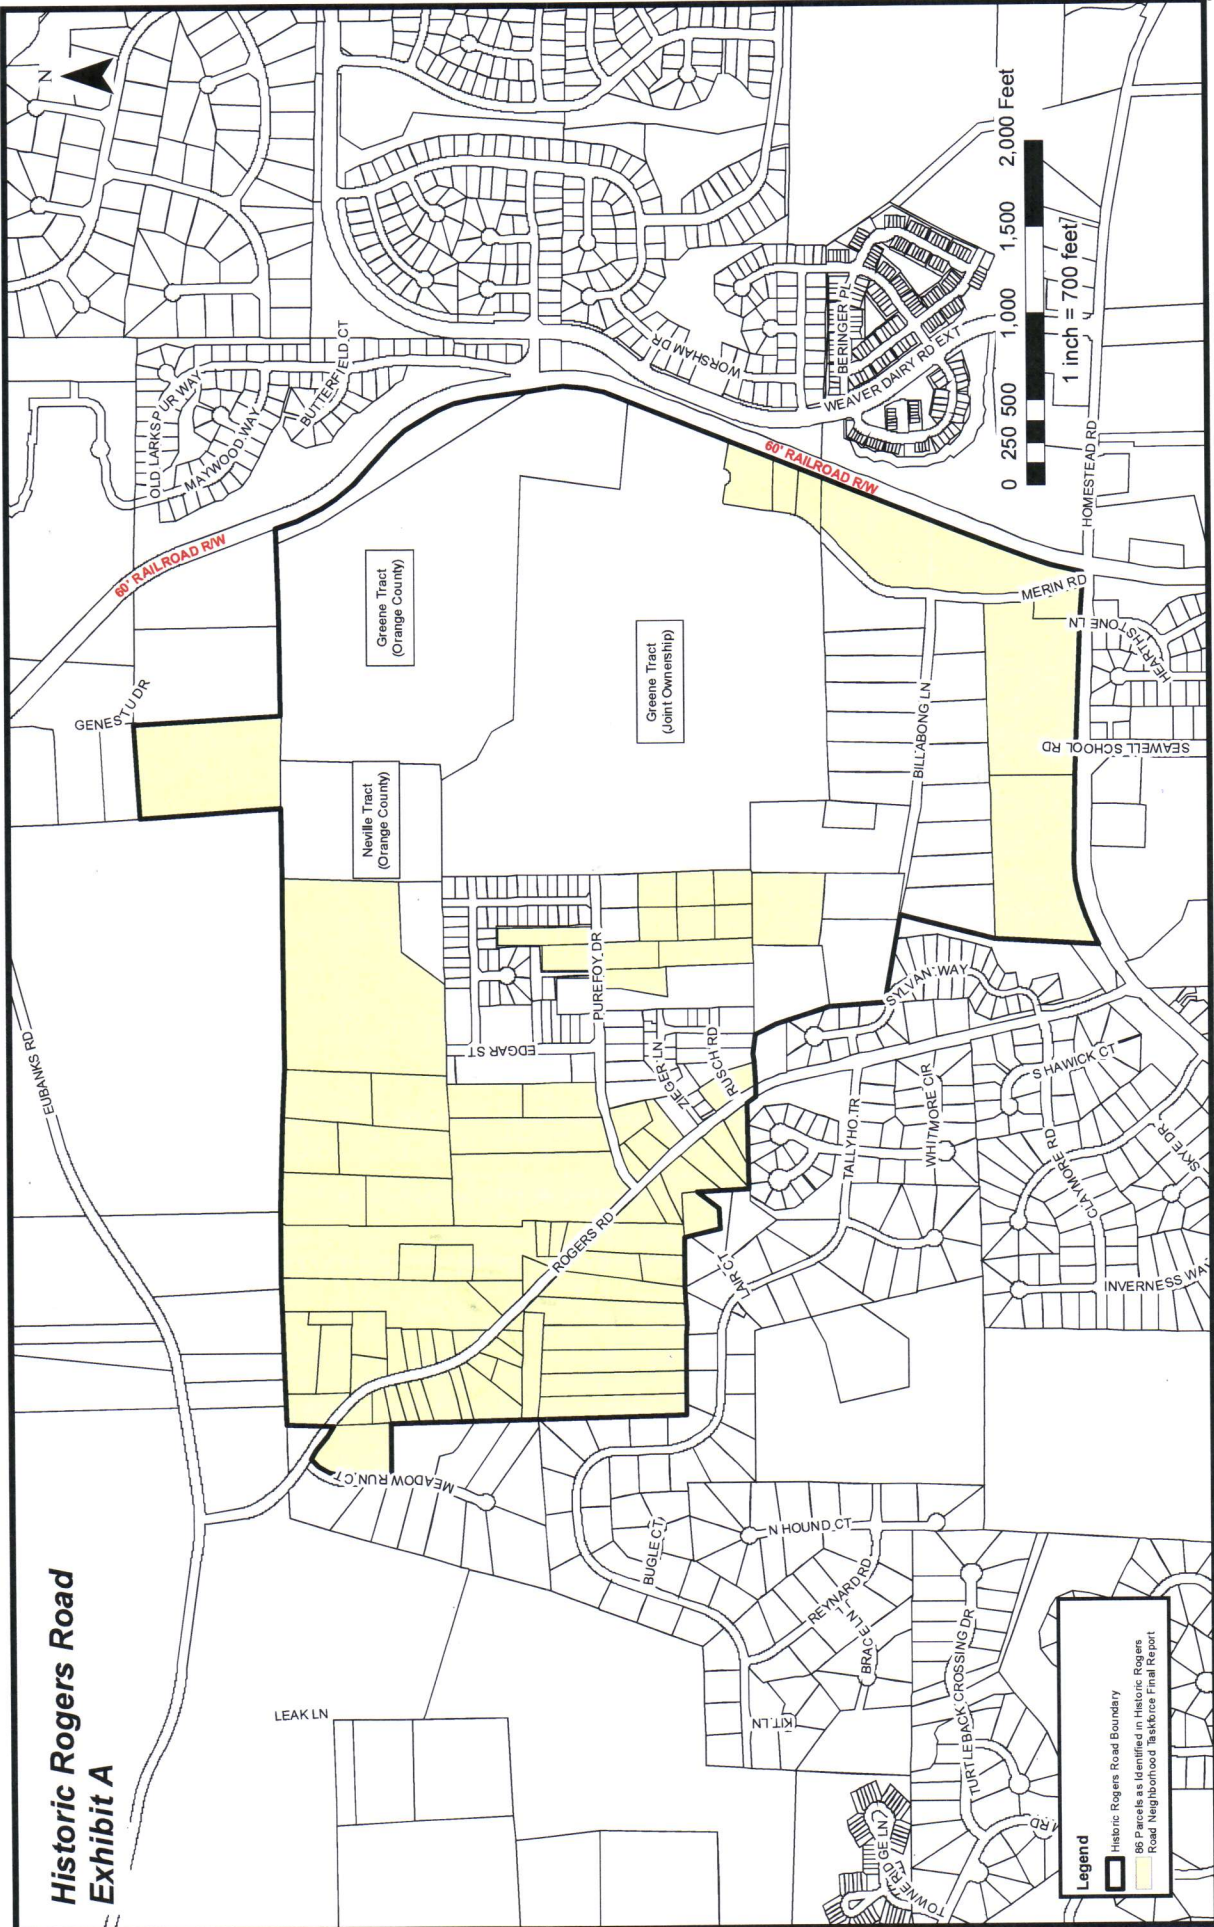 Historic Rogers Road
Exhibit A
N
EUBANKS RD
LEAK LN
GENESTU DR
60' RAILROAD R/W
OLD LARKSPUR WAY
MAYWOOD WAY
BUTTERFIELD CT
Greene Tract
(Orange County)
Neville Tract
(Orange County)
Greene Tract
(Joint Ownership)
MEADOW RUN CT
ROGERS RD
EDGAR ST
PUREFOY DR
ZIEGER LN
RUSCH RD
WORSHAM DR
BERINGER PL
WEAVER DAIRY RD EXT
60' RAILROAD R/W
BUGLE CT
LAIR CT
N HOUND CT
REYNARD RD
BRACE LN
KIT LN
TALLYHO TR
WHITMORE CIR
SYLVAN WAY
BILLABONG LN
MERIN RD
HOMESTEAD RD
HEARTHSTONE LN
SEAWELL SCHOOL RD
S HAWICK CT
CLAYMORE RD
SKYE DR
INVERNESS WA
TURTLEBACK CROSSING DR
TOWNE RIDGE LN
M RD
0 250 500 1,000 1,500 2,000 Feet
1 inch = 700 feet
Legend
Historic Rogers Road Boundary
86 Parcels as Identified in Historic Rogers
Road Neighborhood Taskforce Final Report